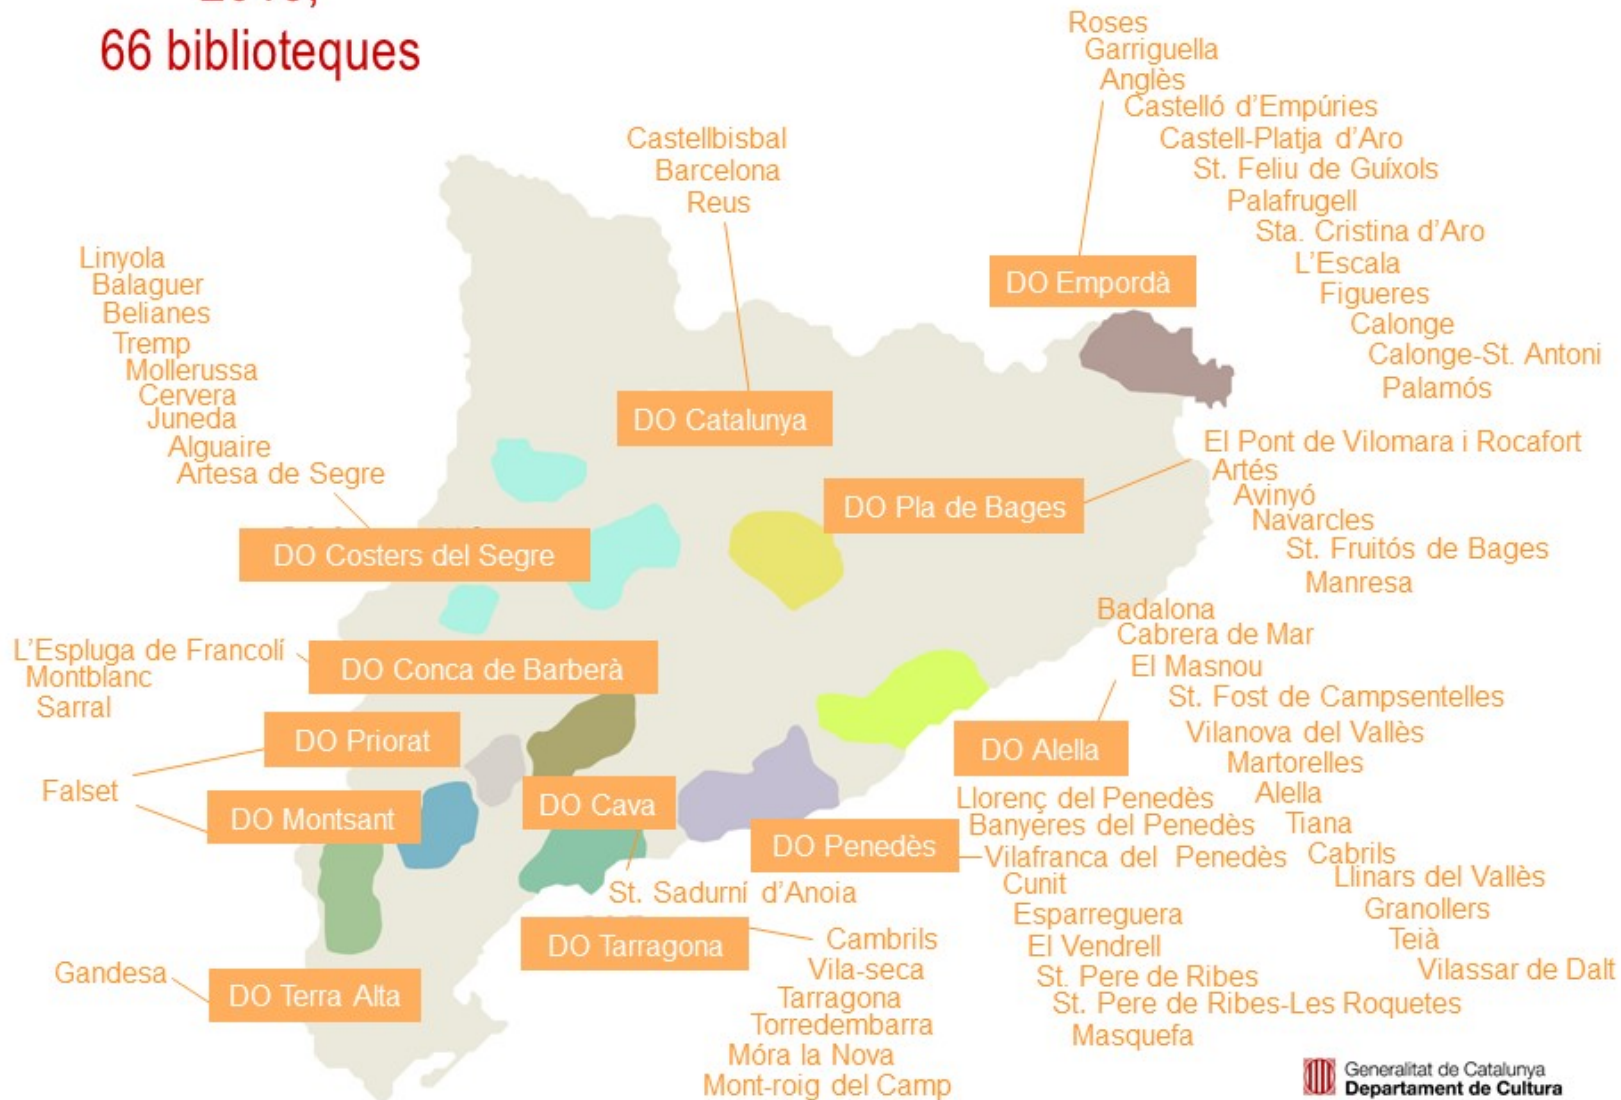 66 biblioteques
Roses
Garriguella
Anglès
Castelló d'Empúries
Castell-Platja d'Aro
St. Feliu de Guíxols
Palafrugell
Sta. Cristina d'Aro
L'Escala
Figueres
Calonge
Calonge-St. Antoni
Palamós
DO Empordà
Castellbisbal
Barcelona
Reus
DO Catalunya
Linyola
Balaguer
Belianes
Tremp
Mollerussa
Cervera
Juneda
Alguaire
Artesa de Segre
DO Costers del Segre
DO Pla de Bages
El Pont de Vilomara i Rocafort
Artés
Avinyó
Navarcles
St. Fruitós de Bages
Manresa
L'Espluga de Francolí
Montblanc
Sarral
DO Conca de Barberà
DO Priorat
Falset
DO Montsant
DO Cava
St. Sadurní d'Anoia
DO Alella
Badalona
Cabrera de Mar
El Masnou
St. Fost de Campsentelles
Vilanova del Vallès
Martorelles
Alella
Tiana
Cabrils
Llinars del Vallès
Granollers
Teià
Vilassar de Dalt
DO Penedès
Llorenç del Penedès
Banyeres del Penedès
Vilafranca del Penedès
Cunit
Esparreguera
El Vendrell
St. Pere de Ribes
St. Pere de Ribes-Les Roquetes
Masquefa
DO Tarragona
Cambrils
Vila-seca
Tarragona
Torredembarra
Móra la Nova
Mont-roig del Camp
Gandesa
DO Terra Alta
Generalitat de Catalunya
Departament de Cultura